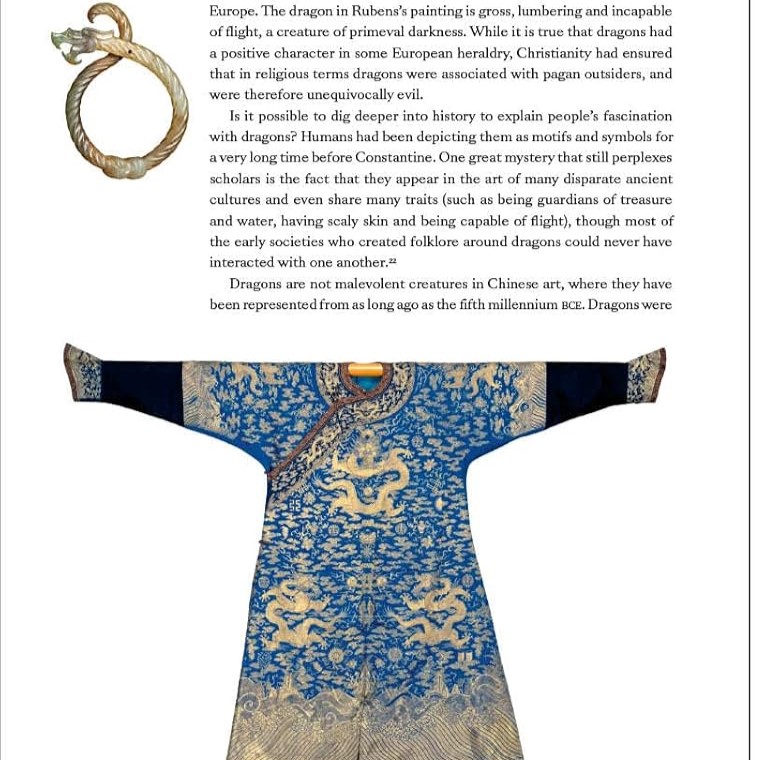 Europe. The dragon in Rubens’s painting is gross, lumbering and incapable
of flight, a creature of primeval darkness. While it is true that dragons had
a positive character in some European heraldry, Christianity had ensured
that in religious terms dragons were associated with pagan outsiders, and
were therefore unequivocally evil.
Is it possible to dig deeper into history to explain people’s fascination
with dragons? Humans had been depicting them as motifs and symbols for
a very long time before Constantine. One great mystery that still perplexes
scholars is the fact that they appear in the art of many disparate ancient
cultures and even share many traits (such as being guardians of treasure
and water, having scaly skin and being capable of flight), though most of
the early societies who created folklore around dragons could never have
interacted with one another.22
Dragons are not malevolent creatures in Chinese art, where they have
been represented from as long ago as the fifth millennium BCE. Dragons were